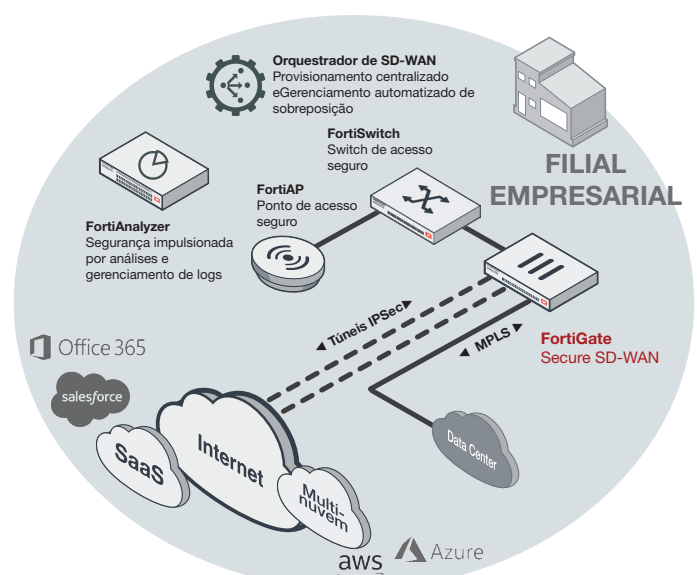 Orquestrador de SD-WAN
Provisionamento centralizado
eGerenciamento automatizado de
sobreposição
FortiSwitch
Switch de acesso
seguro
FILIAL
EMPRESARIAL
FortiAP
Ponto de acesso
seguro
FortiAnalyzer
Segurança impulsionada
por análises e
gerenciamento de logs
Túneis IPSec
MPLS
FortiGate
Secure SD-WAN
Office 365
salesforce
SaaS
Internet
Multi-
nuvem
Data Center
aws
Azure